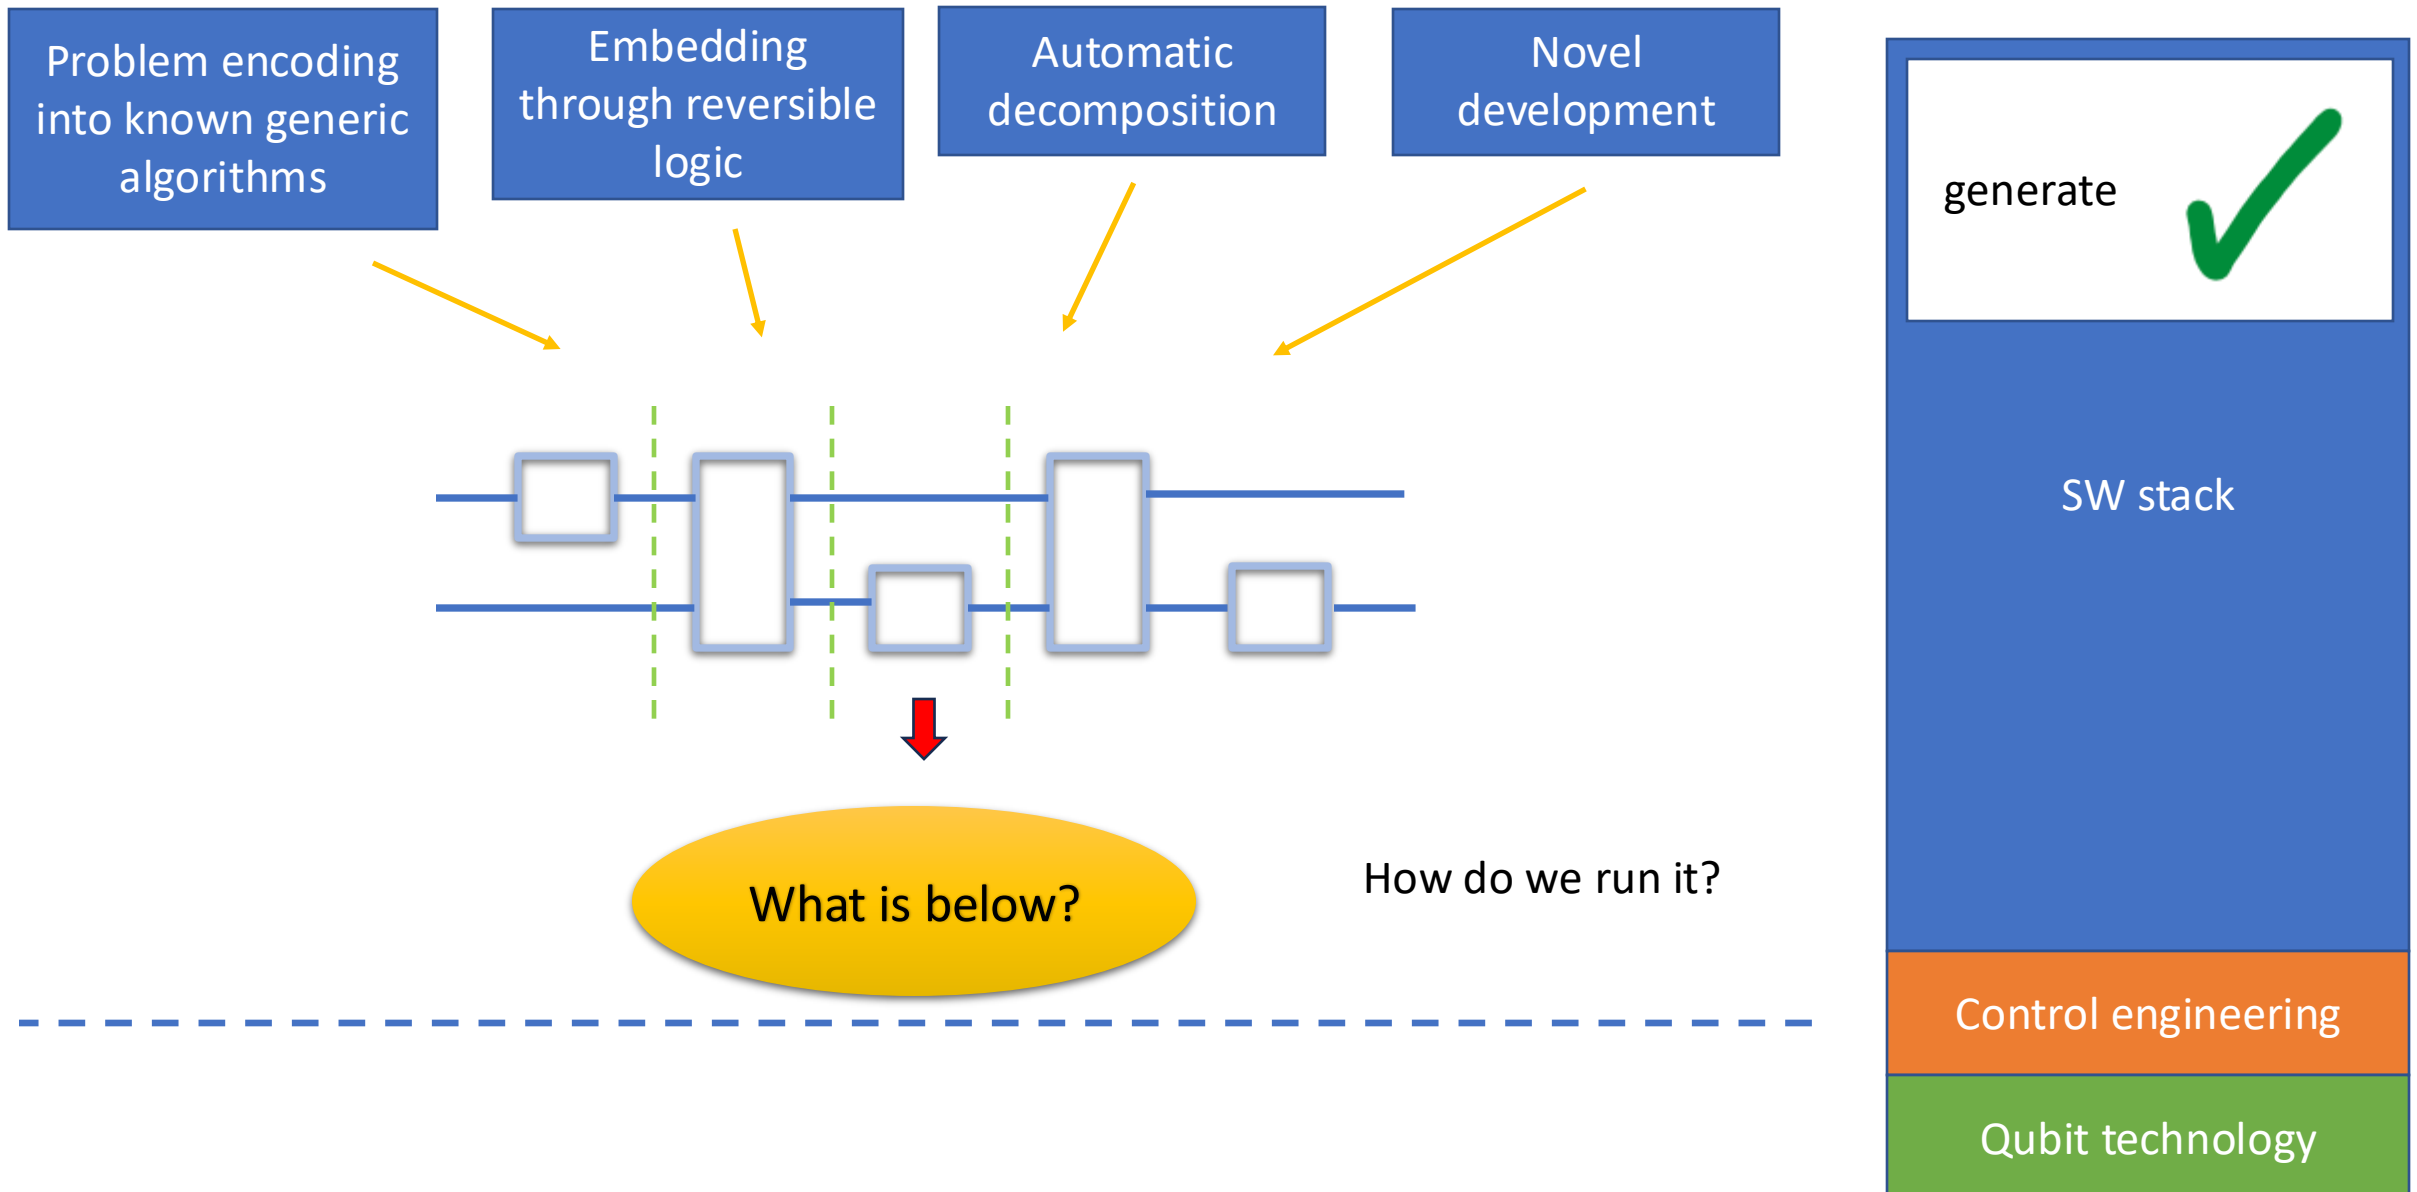 Problem encoding
into known generic
algorithms
Embedding
through reversible
logic
Automatic
decomposition
Novel
development
generate
SW stack
What is below?
How do we run it?
Control engineering
Qubit technology